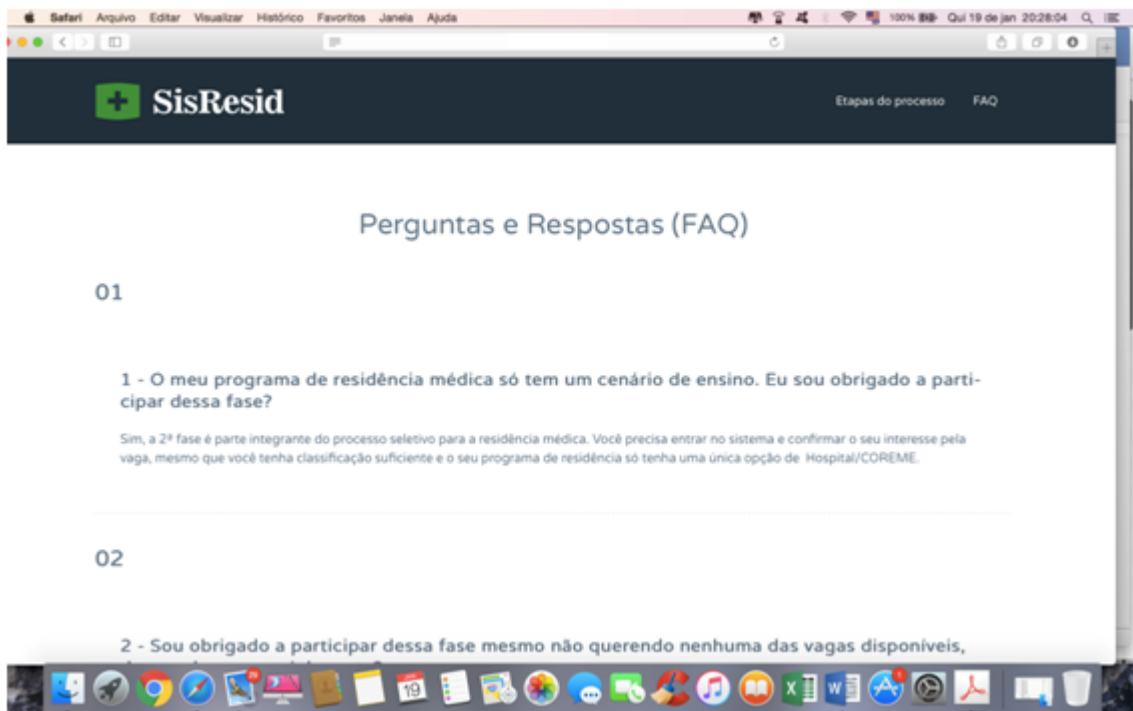 Safari Arquivo Editar Visualizar Histórico Favoritos Janela Ajuda 100% Qui 19 de jan 20:28:04
SisResid
Etapas do processo FAQ
Perguntas e Respostas (FAQ)
01
1 - O meu programa de residência médica só tem um cenário de ensino. Eu sou obrigado a parti-
cipar dessa fase?
Sim, a 2ª fase é parte integrante do processo seletivo para a residência médica. Você precisa entrar no sistema e confirmar o seu interesse pela
vaga, mesmo que você tenha classificação suficiente e o seu programa de residência só tenha uma única opção de Hospital/COREME.
02
2 - Sou obrigado a participar dessa fase mesmo não querendo nenhuma das vagas disponíveis,
19